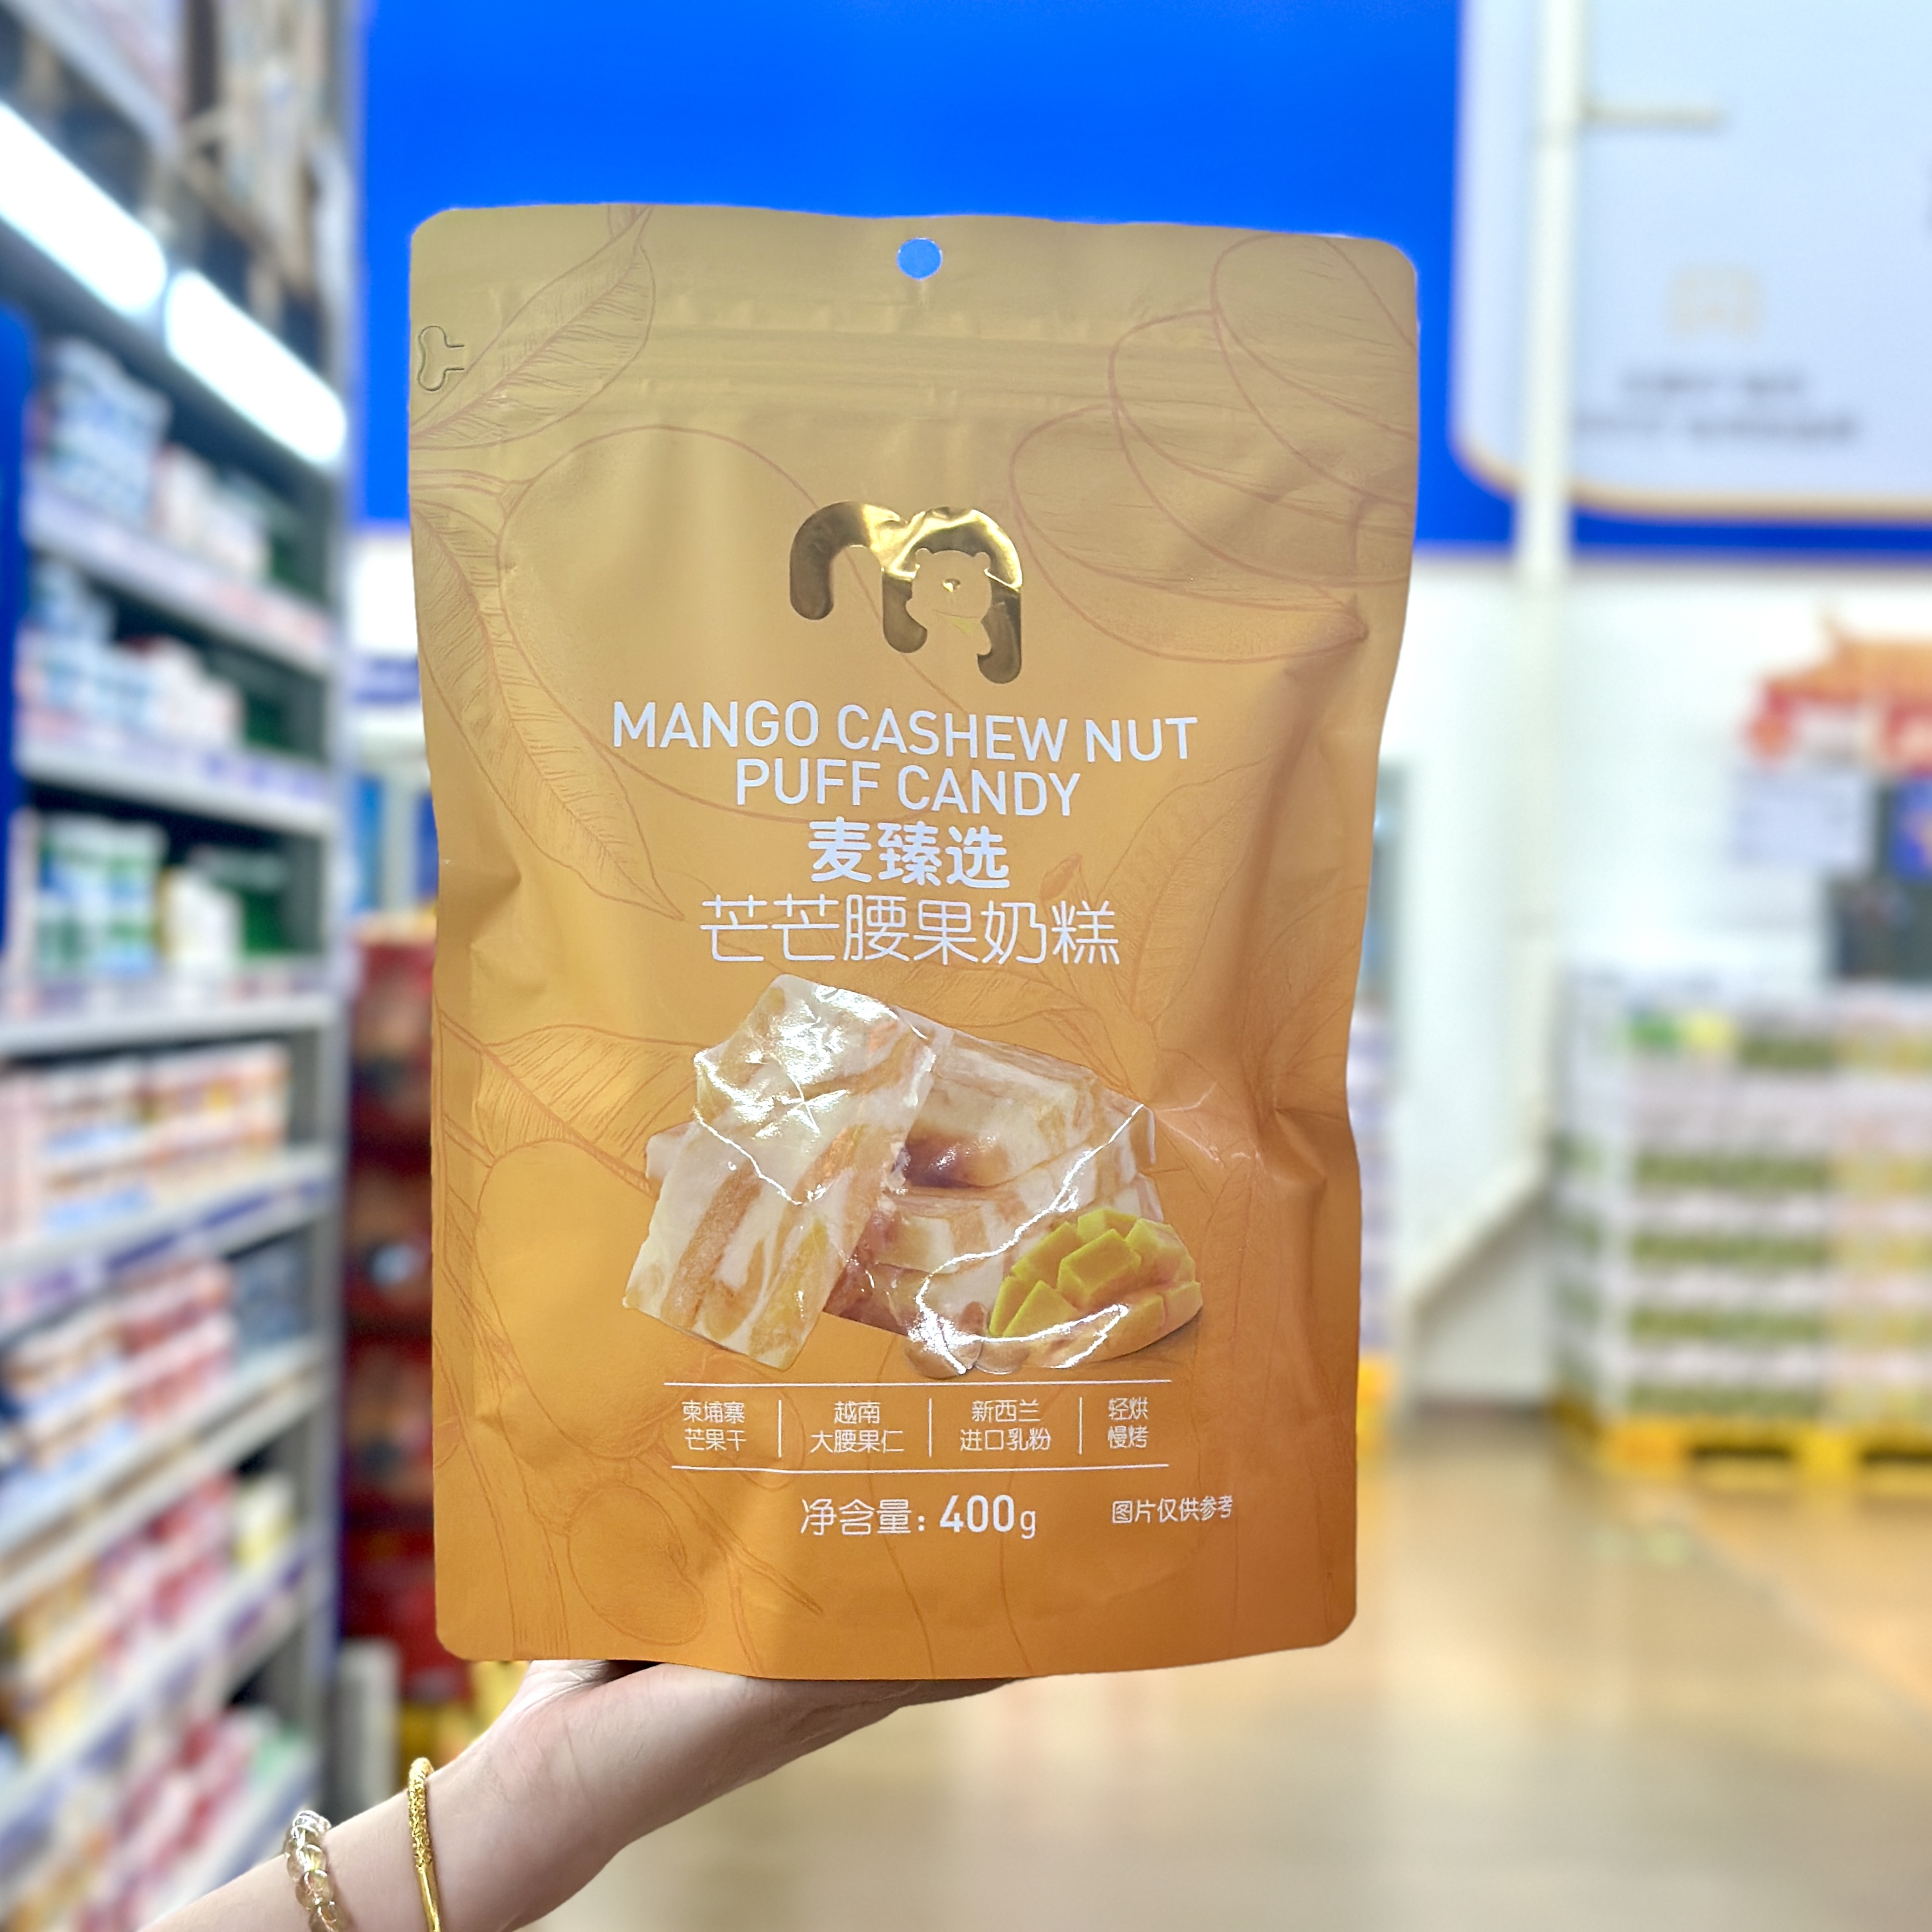 MANGO CASHEW NUT
PUFF CANDY
麦臻选
芒芒腰果奶糕
柬埔寨
芒果干
越南
大腰果仁
新西兰
进口乳粉
轻烘
慢烤
净含量: 400g
图片仅供参考